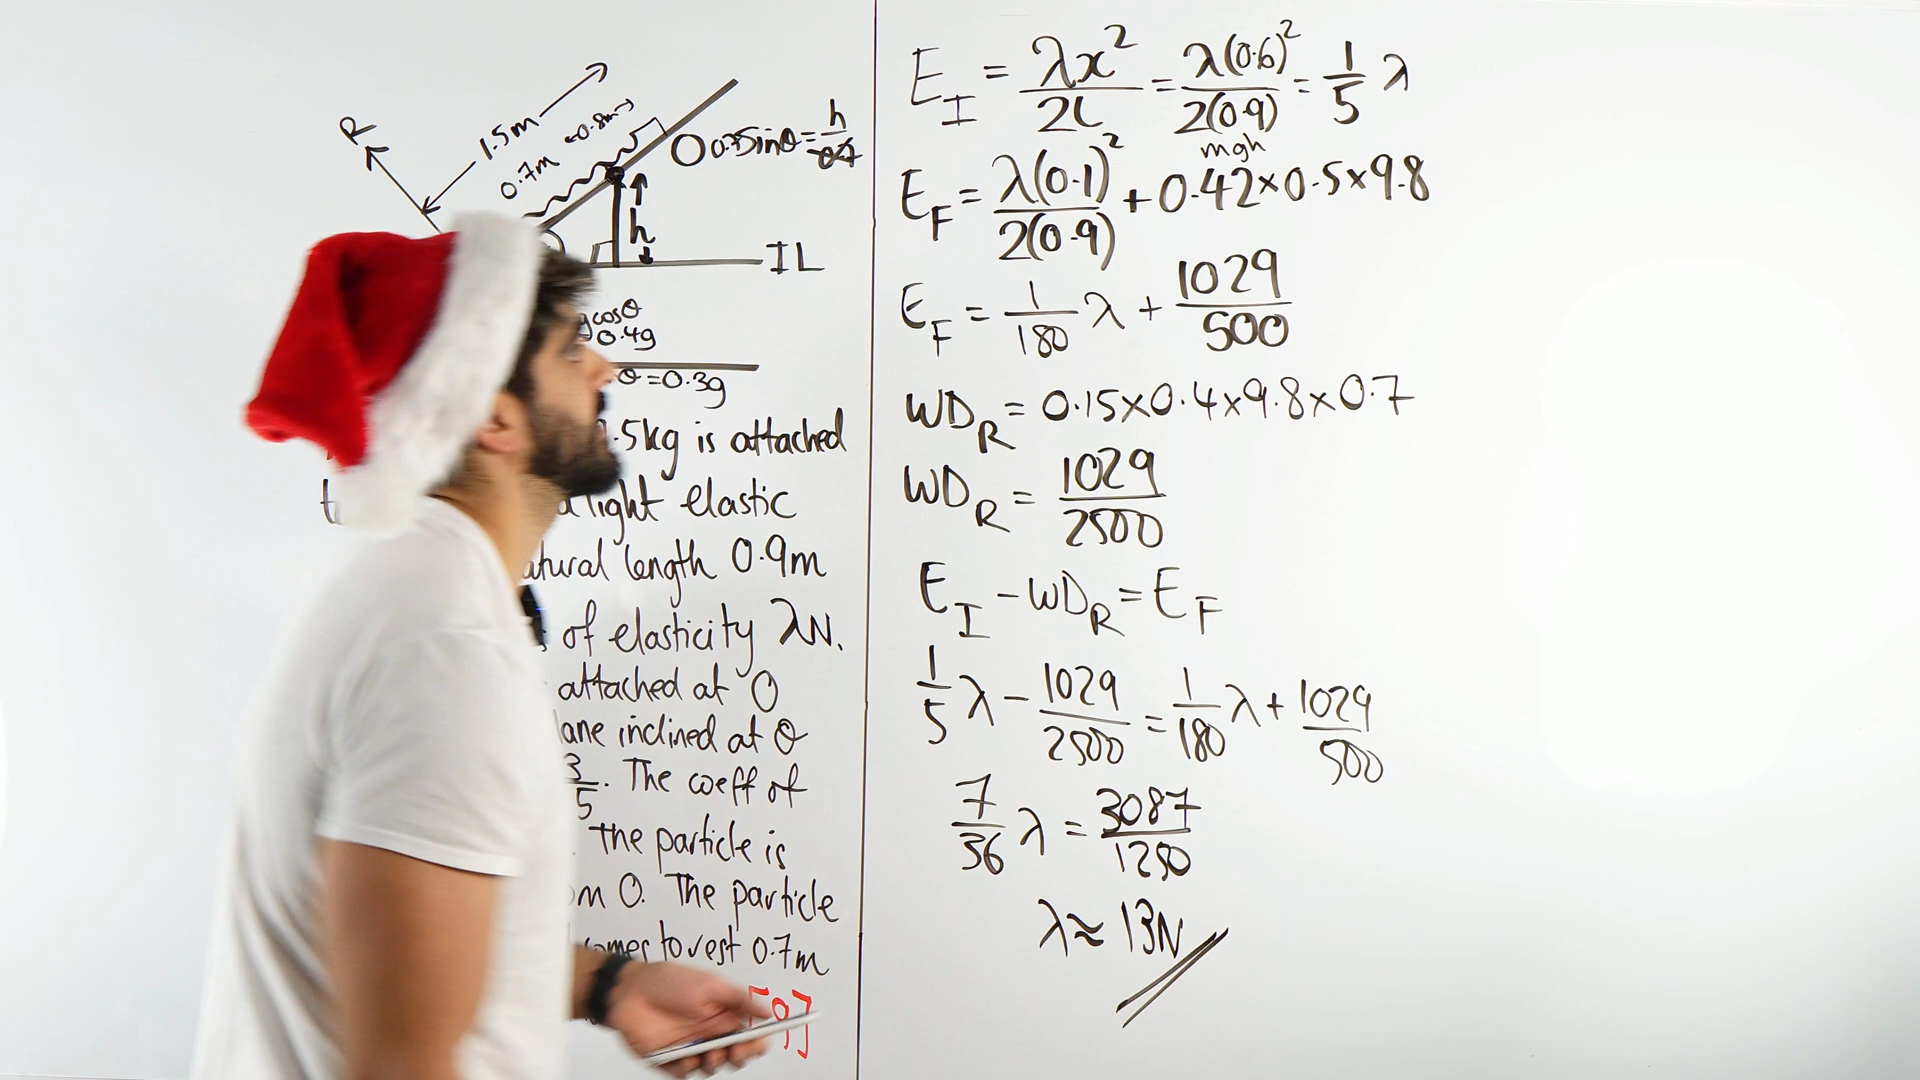 R
1.5m
0.7m
0.8m
O
0.7sinθ = h/0.7
h
IL
gcosθ
0.4g
θ = 0.3g
.5kg is attached
light elastic
natural length 0.9m
of elasticity λN.
attached at O
inclined at θ
3/5. The coeff of
The particle is
O. The particle
to rest 0.7m
[9]
E_I = λx²/2l = λ(0.6)²/2(0.9) = 1/5 λ
mgh
E_F = λ(0.1)²/2(0.9) + 0.42×0.5×9.8
E_F = 1/180 λ + 1029/500
WD_R = 0.15×0.4×9.8×0.7
WD_R = 1029/2500
E_I - WD_R = E_F
1/5 λ - 1029/2500 = 1/180 λ + 1029/500
7/36 λ = 3087/1250
λ ≈ 13N